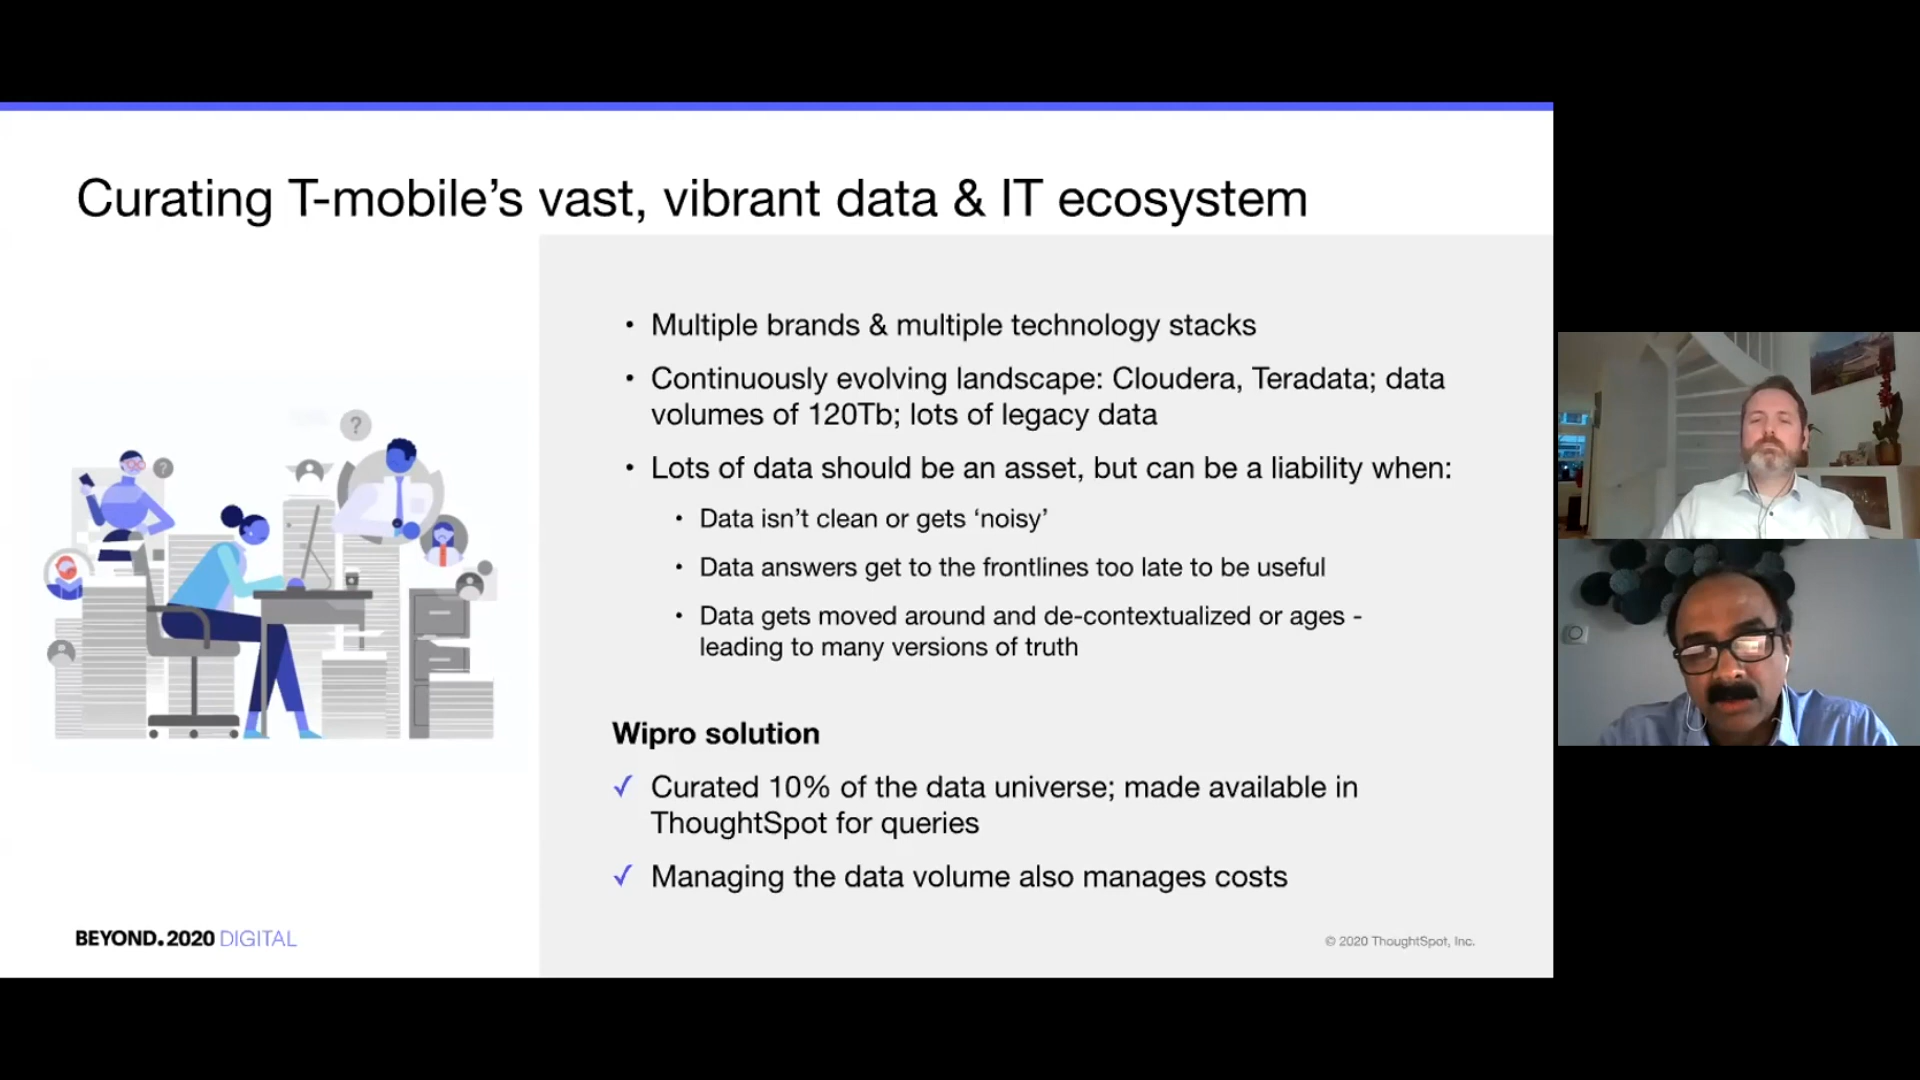 Curating T-mobile’s vast, vibrant data & IT ecosystem
• Multiple brands & multiple technology stacks
• Continuously evolving landscape: Cloudera, Teradata; data
volumes of 120Tb; lots of legacy data
• Lots of data should be an asset, but can be a liability when:
• Data isn’t clean or gets ‘noisy’
• Data answers get to the frontlines too late to be useful
• Data gets moved around and de-contextualized or ages -
leading to many versions of truth
? 
?
Wipro solution
✓ Curated 10% of the data universe; made available in
ThoughtSpot for queries
✓ Managing the data volume also manages costs
BEYOND.2020 DIGITAL
© 2020 ThoughtSpot, Inc.